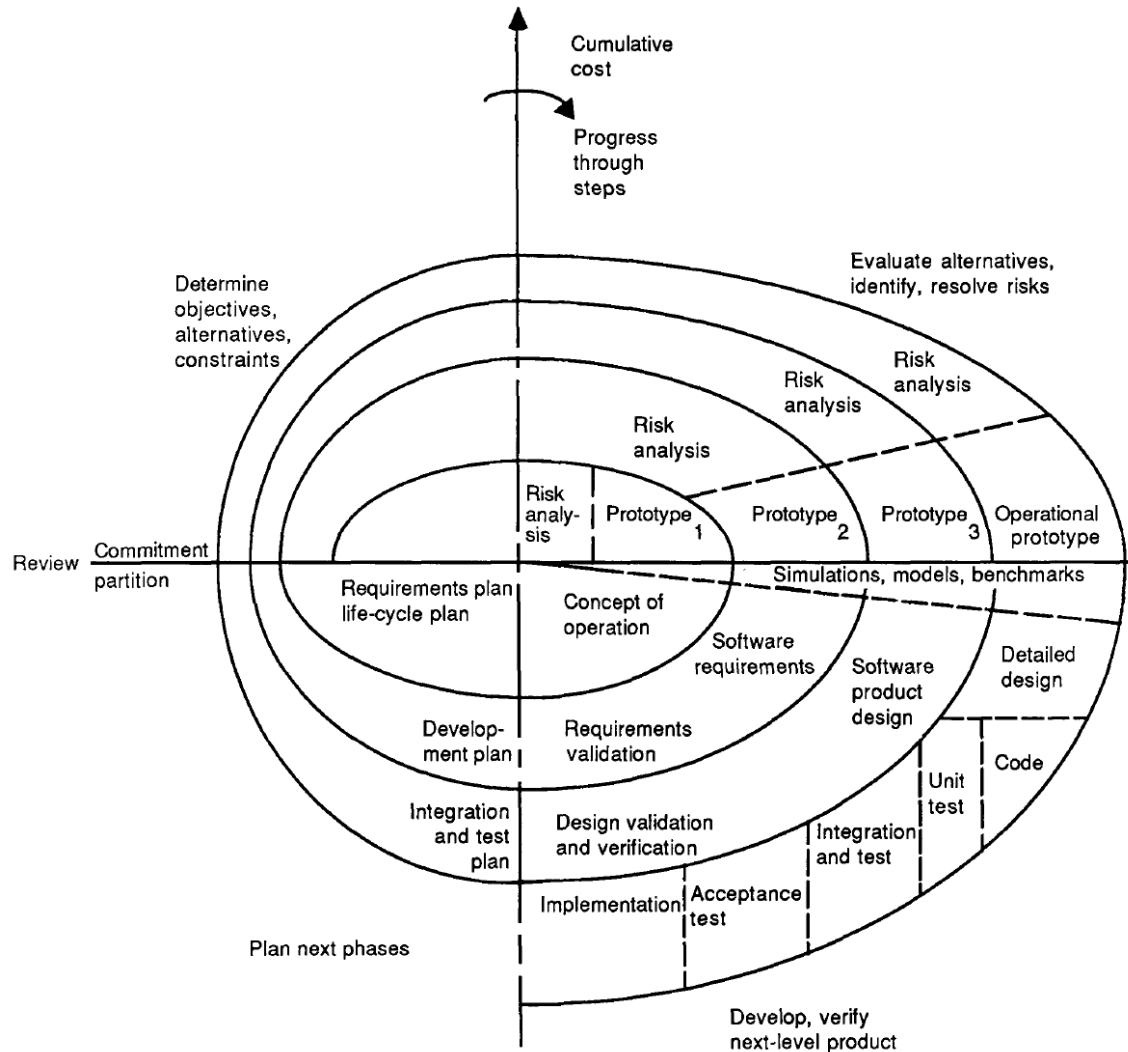 Cumulative
cost
Progress
through
steps
Determine
objectives,
alternatives,
constraints
Evaluate alternatives,
identify, resolve risks
Risk
analysis
Risk
analysis
Risk
analysis
Risk
analy-
sis
Prototype 1
Prototype 2
Prototype 3
Operational
prototype
Review
Commitment
partition
Simulations, models, benchmarks
Requirements plan
life-cycle plan
Concept of
operation
Software
requirements
Software
product
design
Detailed
design
Develop-
ment plan
Requirements
validation
Code
Unit
test
Integration
and test
plan
Design validation
and verification
Integration
and test
Acceptance
test
Implementation
Plan next phases
Develop, verify
next-level product